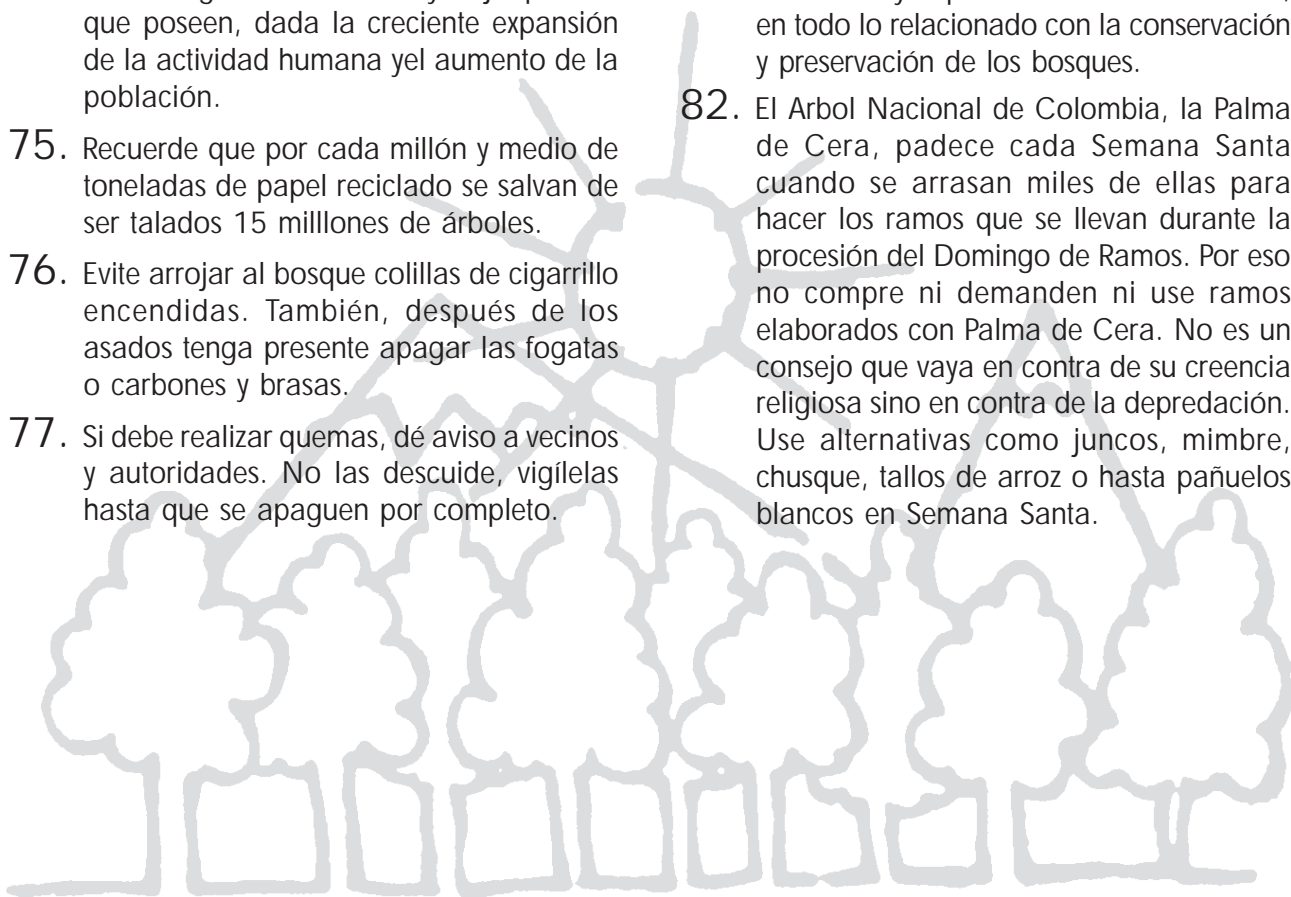 que poseen, dada la creciente expansión
de la actividad humana yel aumento de la
población.
75. Recuerde que por cada millón y medio de
toneladas de papel reciclado se salvan de
ser talados 15 milllones de árboles.
76. Evite arrojar al bosque colillas de cigarrillo
encendidas. También, después de los
asados tenga presente apagar las fogatas
o carbones y brasas.
77. Si debe realizar quemas, dé aviso a vecinos
y autoridades. No las descuide, vigílelas
hasta que se apaguen por completo.
en todo lo relacionado con la conservación
y preservación de los bosques.
82. El Arbol Nacional de Colombia, la Palma
de Cera, padece cada Semana Santa
cuando se arrasan miles de ellas para
hacer los ramos que se llevan durante la
procesión del Domingo de Ramos. Por eso
no compre ni demanden ni use ramos
elaborados con Palma de Cera. No es un
consejo que vaya en contra de su creencia
religiosa sino en contra de la depredación.
Use alternativas como juncos, mimbre,
chusque, tallos de arroz o hasta pañuelos
blancos en Semana Santa.